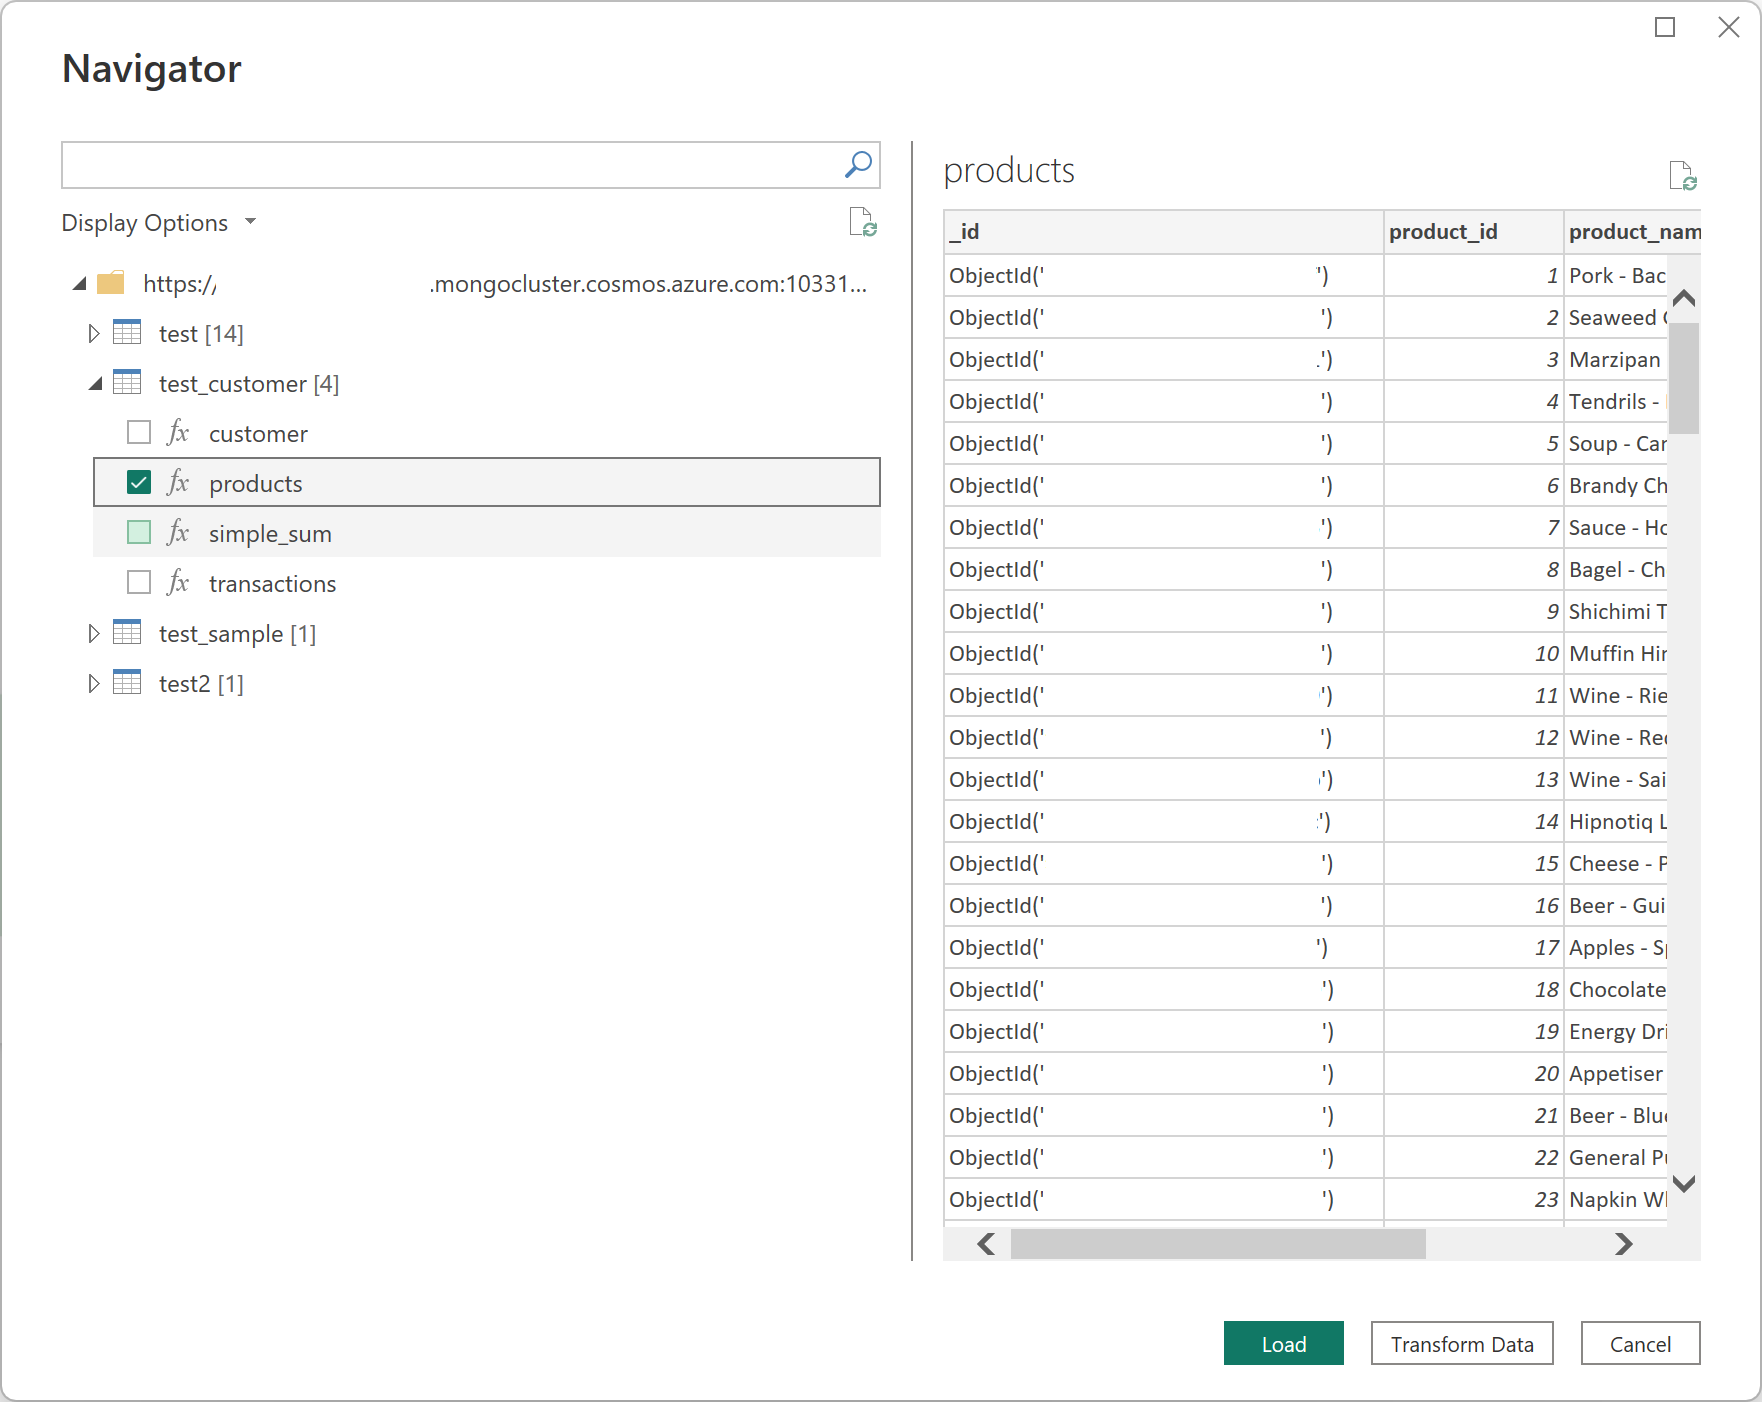 Navigator
Display Options
https:// .mongocluster.cosmos.azure.com:10331...
test [14]
test_customer [4]
fx customer
fx products
fx simple_sum
fx transactions
test_sample [1]
test2 [1]
products
_id product_id product_nam
ObjectId(' ') 1 Pork - Bac
ObjectId(' ') 2 Seaweed
ObjectId(' ') 3 Marzipan
ObjectId(' ') 4 Tendrils -
ObjectId(' ') 5 Soup - Car
ObjectId(' ') 6 Brandy Ch
ObjectId(' ') 7 Sauce - Ho
ObjectId(' ') 8 Bagel - Ch
ObjectId(' ') 9 Shichimi T
ObjectId(' ') 10 Muffin Hir
ObjectId(' ') 11 Wine - Rie
ObjectId(' ') 12 Wine - Red
ObjectId(' ') 13 Wine - Sai
ObjectId(' ') 14 Hipnotiq L
ObjectId(' ') 15 Cheese - P
ObjectId(' ') 16 Beer - Gui
ObjectId(' ') 17 Apples - Sp
ObjectId(' ') 18 Chocolate
ObjectId(' ') 19 Energy Dri
ObjectId(' ') 20 Appetiser
ObjectId(' ') 21 Beer - Blue
ObjectId(' ') 22 General Pu
ObjectId(' ') 23 Napkin Wh
Load
Transform Data
Cancel